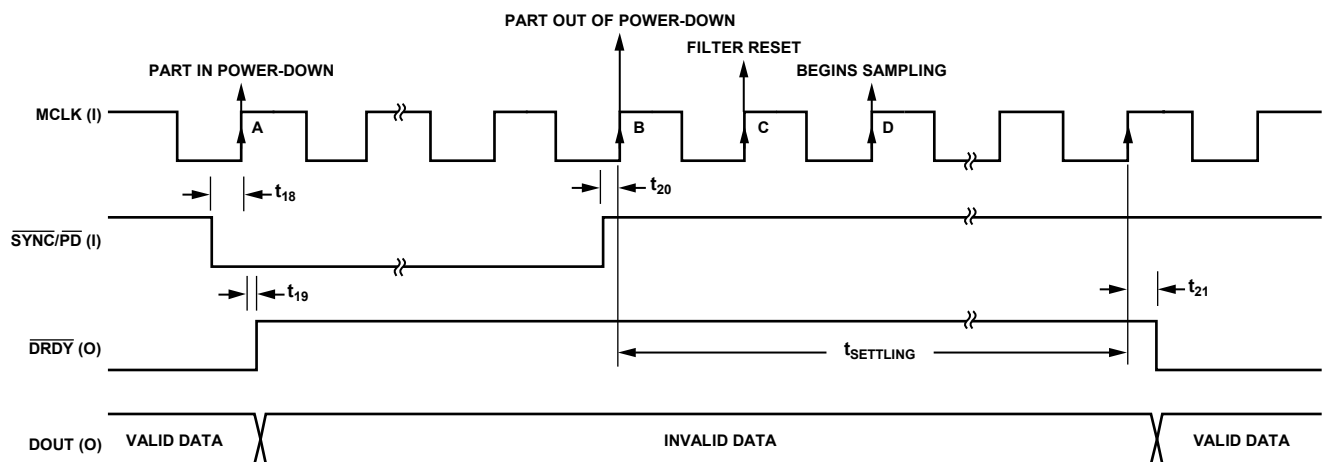 PART OUT OF POWER-DOWN
FILTER RESET
PART IN POWER-DOWN
BEGINS SAMPLING
MCLK (I)
A
B
C
D
t18
t20
SYNC/PD (I)
t19
t21
DRDY (O)
tSETTLING
DOUT (O)
VALID DATA
INVALID DATA
VALID DATA